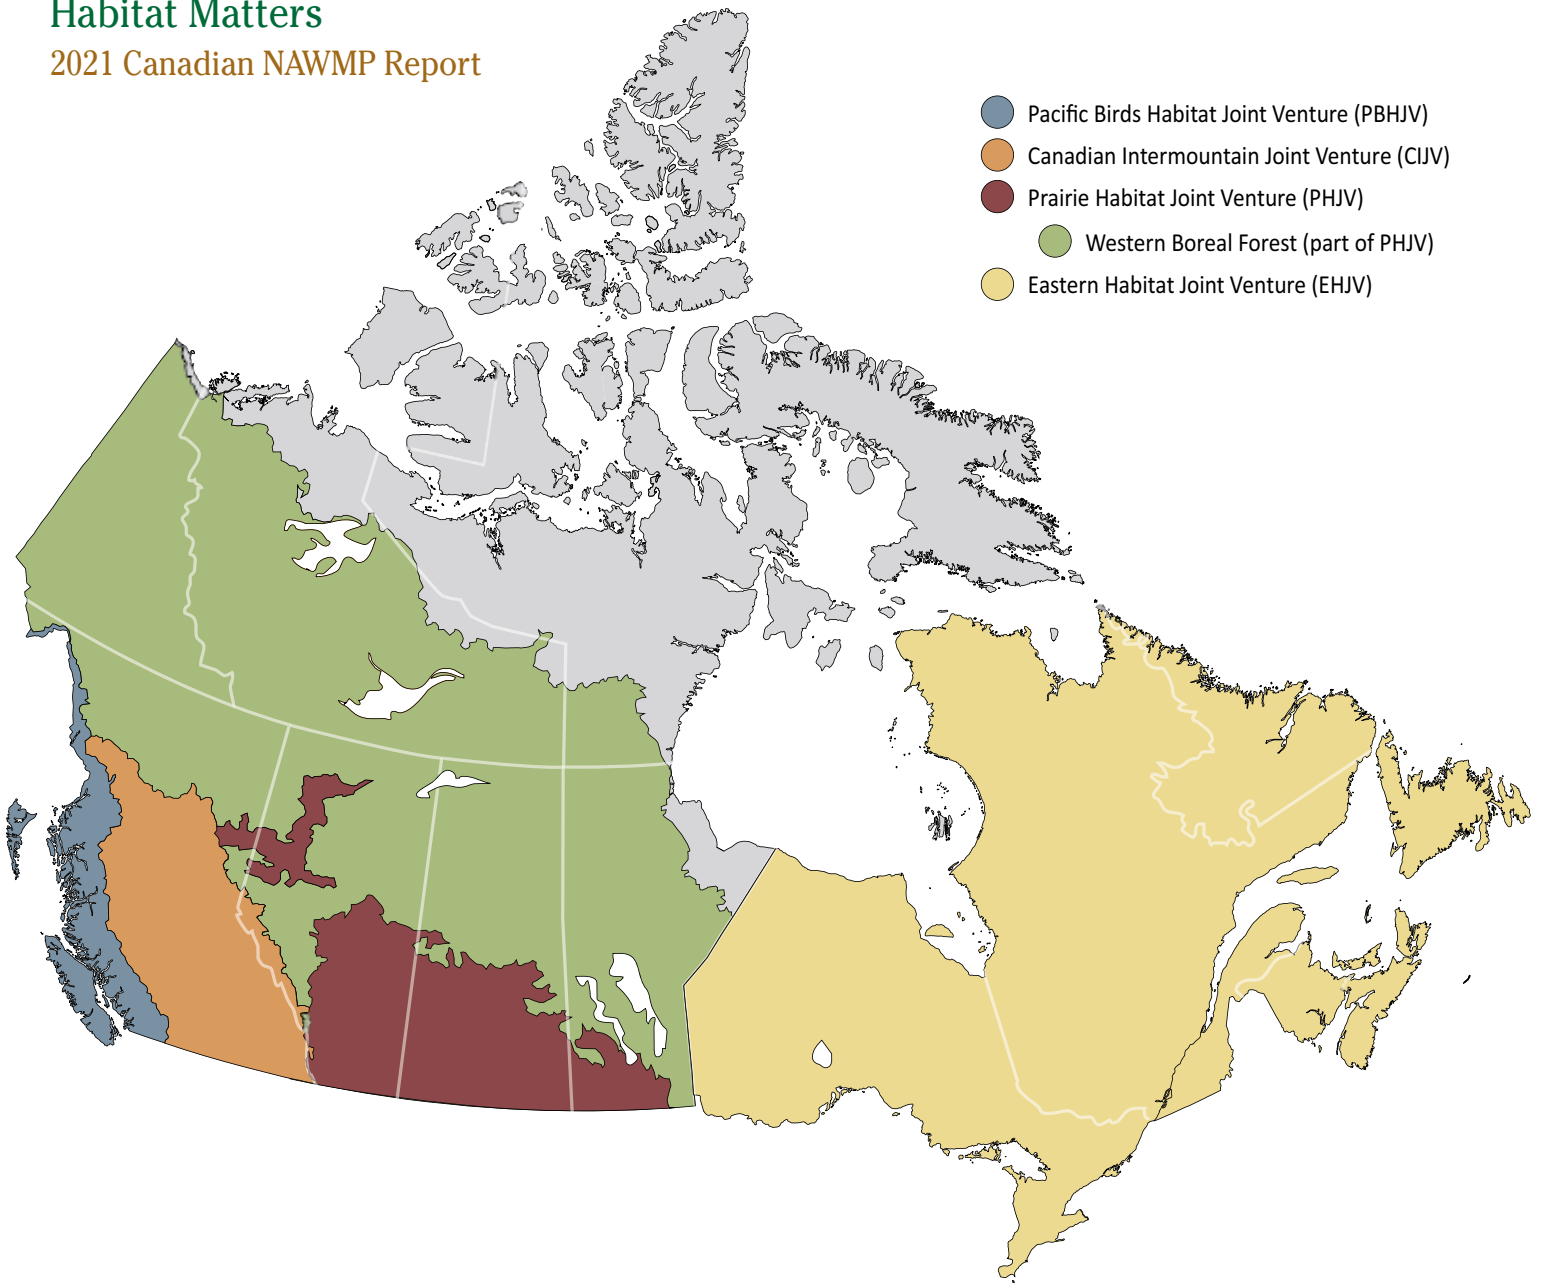 Habitat Matters
2021 Canadian NAWMP Report
Pacific Birds Habitat Joint Venture (PBHJV)
Canadian Intermountain Joint Venture (CIJV)
Prairie Habitat Joint Venture (PHJV)
Western Boreal Forest (part of PHJV)
Eastern Habitat Joint Venture (EHJV)